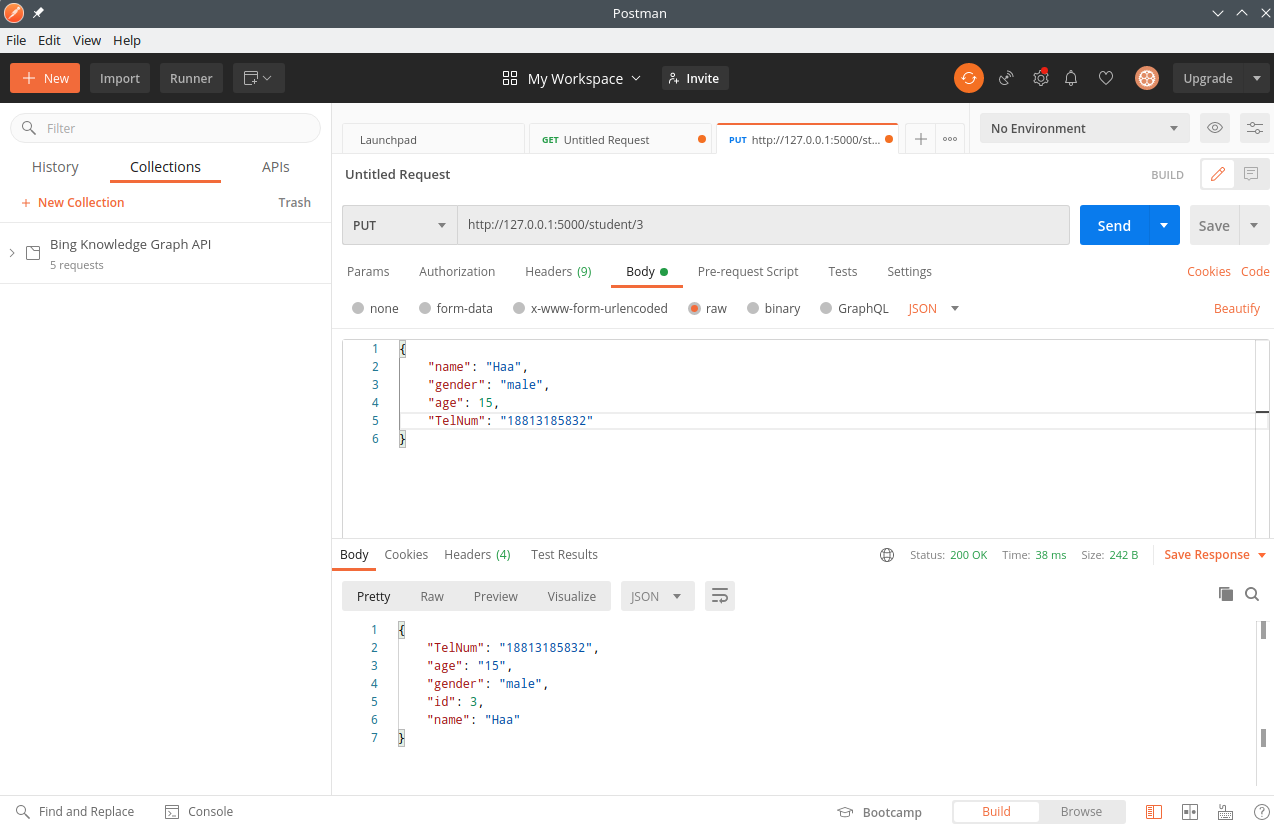 Postman
File Edit View Help
New Import Runner My Workspace Invite Upgrade
Filter
History Collections APIs
+ New Collection Trash
Bing Knowledge Graph API
5 requests
Launchpad GET Untitled Request PUT http://127.0.0.1:5000/st... No Environment
Untitled Request BUILD
PUT http://127.0.0.1:5000/student/3 Send Save
Params Authorization Headers (9) Body Pre-request Script Tests Settings Cookies Code
none form-data x-www-form-urlencoded raw binary GraphQL JSON Beautify
1 {
2 "name": "Haa",
3 "gender": "male",
4 "age": 15,
5 "TelNum": "18813185832"
6 }
Body Cookies Headers (4) Test Results Status: 200 OK Time: 38 ms Size: 242 B Save Response
Pretty Raw Preview Visualize JSON
1 {
2 "TelNum": "18813185832",
3 "age": "15",
4 "gender": "male",
5 "id": 3,
6 "name": "Haa"
7 }
Find and Replace Console Bootcamp Build Browse